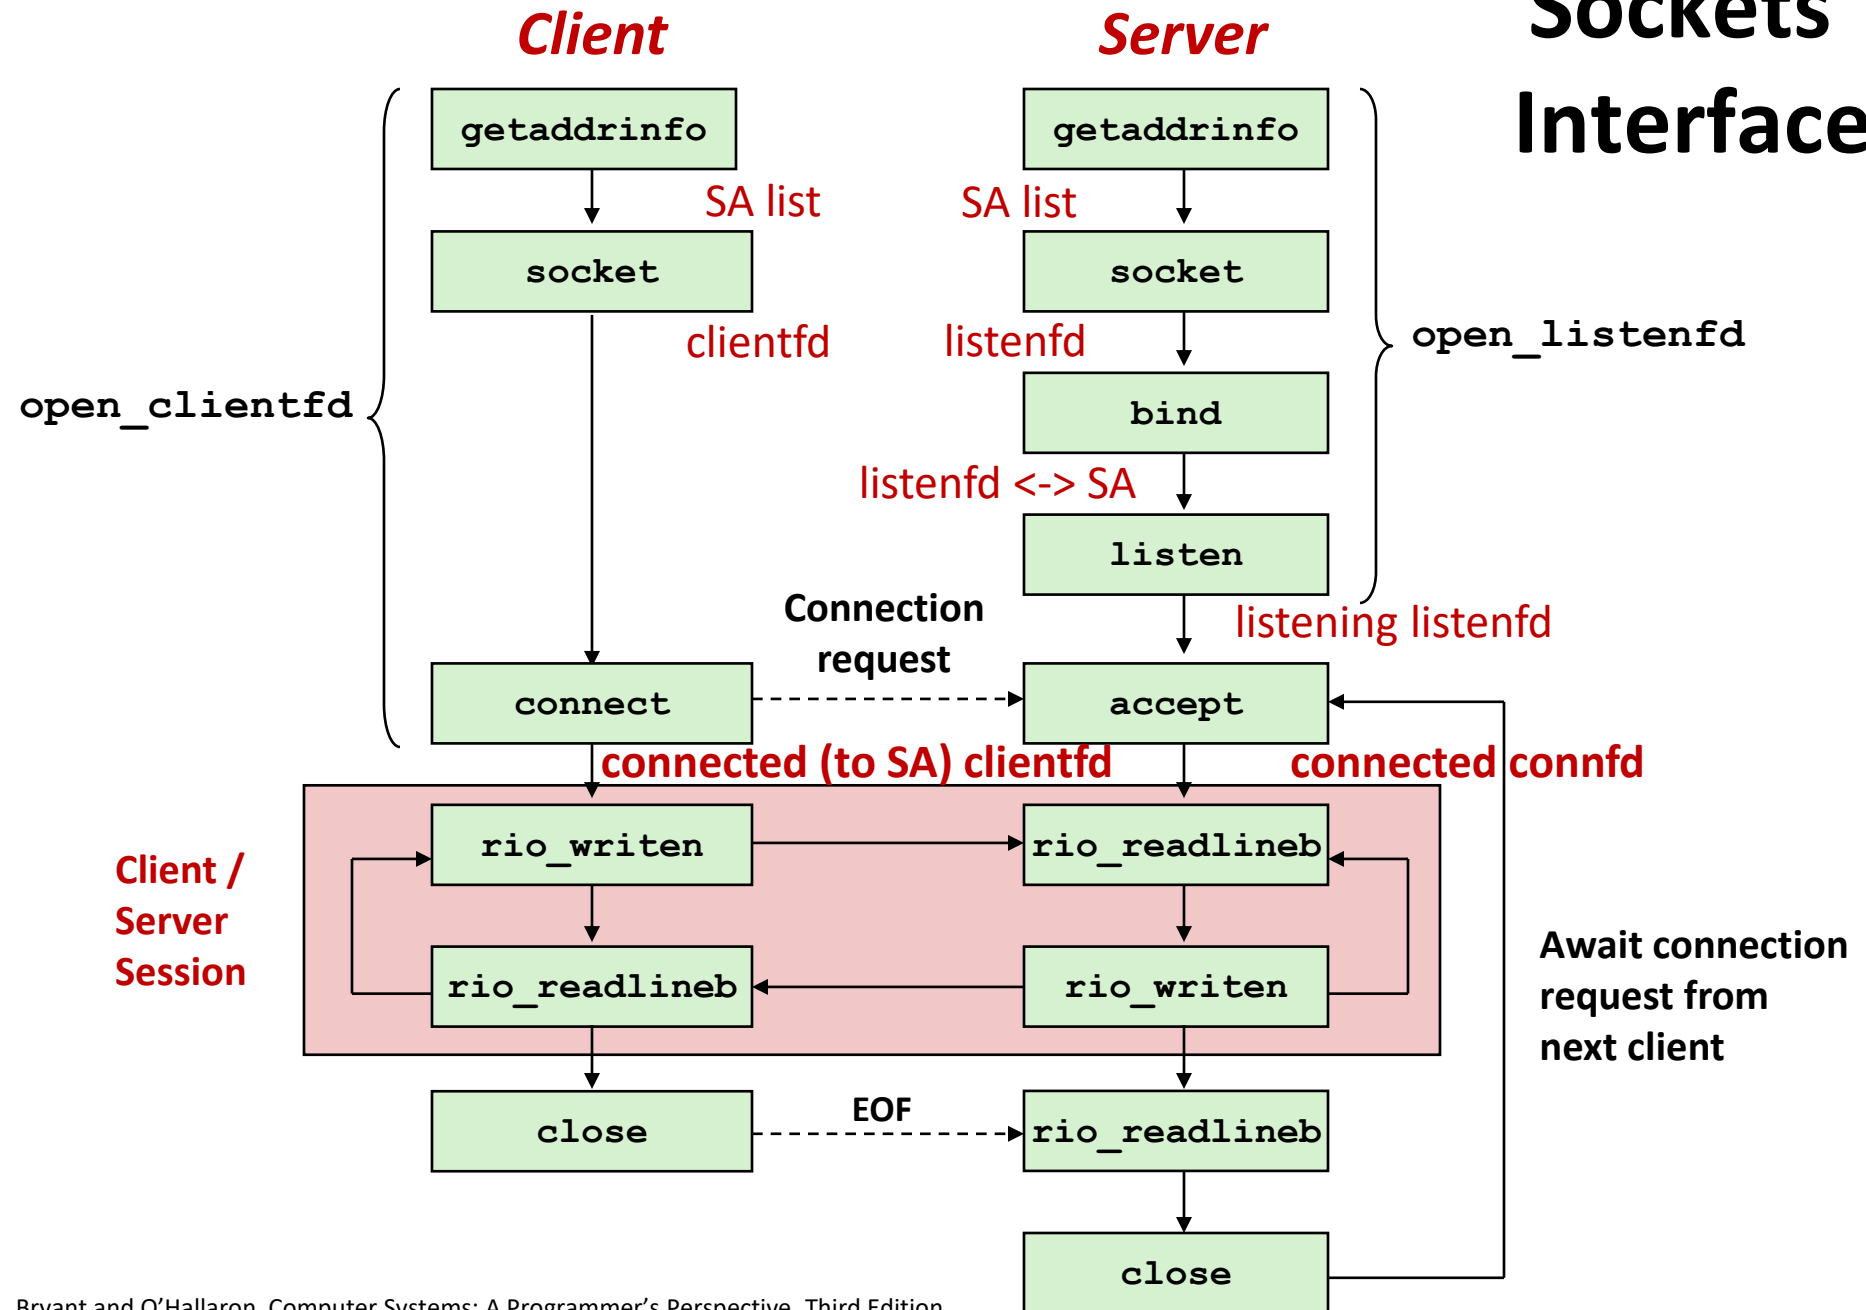 Sockets
Interface
Client
Server
getaddrinfo
getaddrinfo
SA list
SA list
socket
socket
clientfd
listenfd
open_listenfd
open_clientfd
bind
listenfd <-> SA
listen
Connection
request
listening listenfd
connect
accept
connected (to SA) clientfd
connected connfd
rio_writen
rio_readlineb
Client /
Server
Session
rio_readlineb
rio_writen
Await connection
request from
next client
close
EOF
rio_readlineb
close
Bryant and O'Hallaron, Computer Systems: A Programmer's Perspective, Third Edition